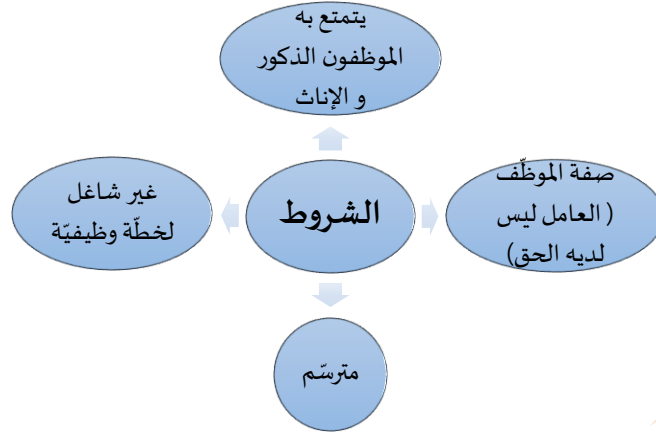 يتمتع به
الموظفون الذكور
و الإناث
صفة الموظّف
( العامل ليس
لديه الحق)
الشروط
غير شاغل
لخطّة وظيفيّة
مترسّم